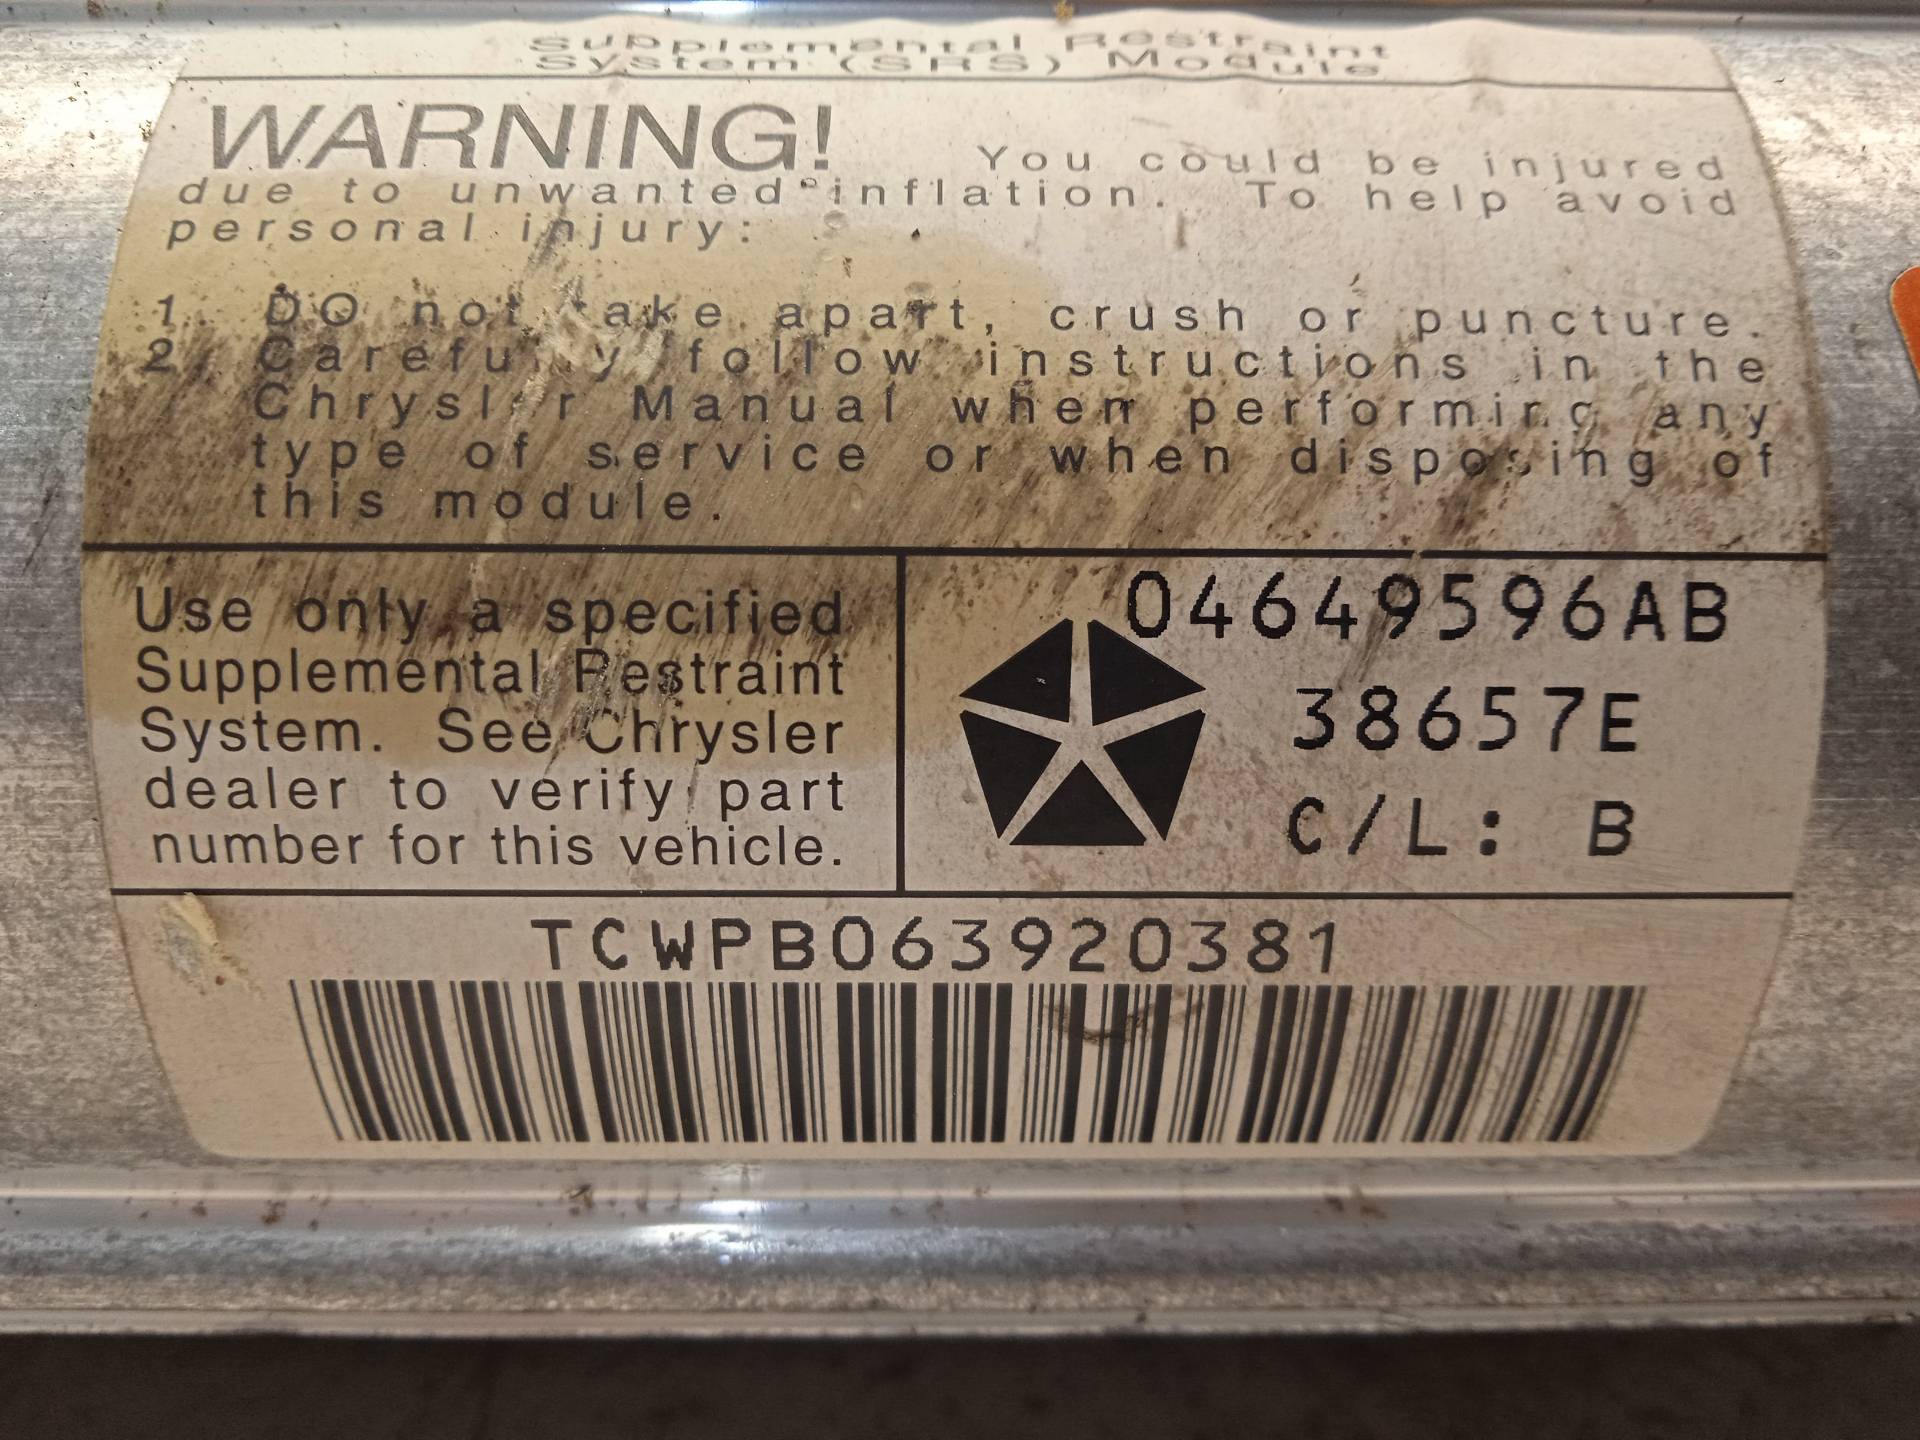 Supplemental Restraint
System (SRS) Module
WARNING! You could be injured
due to unwanted inflation. To help avoid
personal injury:
1. DO not take apart, crush or puncture.
2. Carefully follow instructions in the
Chrysler Manual when performing any
type of service or when disposing of
this module.
Use only a specified
Supplemental Restraint
System. See Chrysler
dealer to verify part
number for this vehicle.
04649596AB
38657E
C/L: B
TCWPB063920381